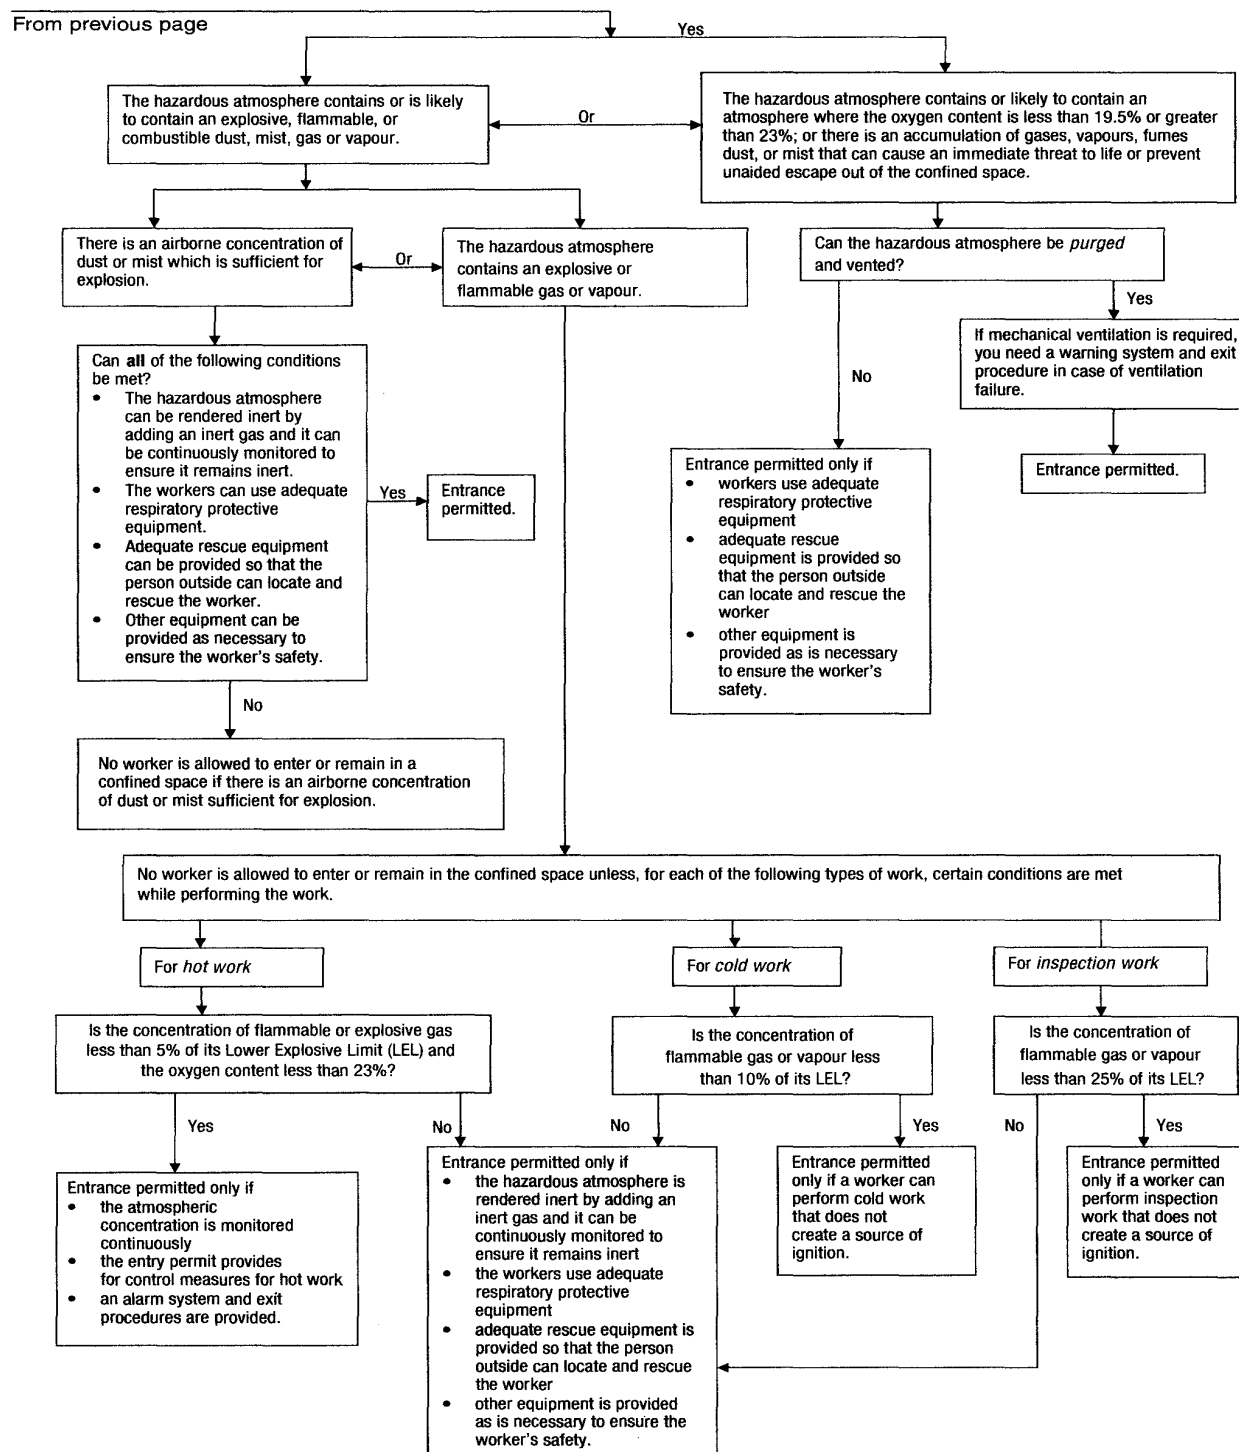 From previous page
Yes
The hazardous atmosphere contains or is likely
to contain an explosive, flammable, or
combustible dust, mist, gas or vapour.
Or
The hazardous atmosphere contains or likely to contain an
atmosphere where the oxygen content is less than 19.5% or greater
than 23%; or there is an accumulation of gases, vapours, fumes
dust, or mist that can cause an immediate threat to life or prevent
unaided escape out of the confined space.
There is an airborne concentration of
dust or mist which is sufficient for
explosion.
Or
The hazardous atmosphere
contains an explosive or
flammable gas or vapour.
Can the hazardous atmosphere be purged
and vented?
Yes
No
If mechanical ventilation is required,
you need a warning system and exit
procedure in case of ventilation
failure.
Entrance permitted.
Can all of the following conditions
be met?
• The hazardous atmosphere
can be rendered inert by
adding an inert gas and it can
be continuously monitored to
ensure it remains inert.
• The workers can use adequate
respiratory protective
equipment.
• Adequate rescue equipment
can be provided so that the
person outside can locate and
rescue the worker.
• Other equipment can be
provided as necessary to
ensure the worker's safety.
Yes
Entrance
permitted.
Entrance permitted only if
• workers use adequate
respiratory protective
equipment
• adequate rescue
equipment is provided so
that the person outside
can locate and rescue the
worker
• other equipment is
provided as is necessary
to ensure the worker's
safety.
No
No worker is allowed to enter or remain in a
confined space if there is an airborne concentration
of dust or mist sufficient for explosion.
No worker is allowed to enter or remain in the confined space unless, for each of the following types of work, certain conditions are met
while performing the work.
For hot work
For cold work
For inspection work
Is the concentration of flammable or explosive gas
less than 5% of its Lower Explosive Limit (LEL) and
the oxygen content less than 23%?
Is the concentration of
flammable gas or vapour less
than 10% of its LEL?
Is the concentration of
flammable gas or vapour
less than 25% of its LEL?
Yes
No
No
Yes
No
Yes
Entrance permitted only if
• the atmospheric
concentration is monitored
continuously
• the entry permit provides
for control measures for hot work
• an alarm system and exit
procedures are provided.
Entrance permitted only if
• the hazardous atmosphere is
rendered inert by adding an
inert gas and it can be
continuously monitored to
ensure it remains inert
• the workers use adequate
respiratory protective
equipment
• adequate rescue equipment is
provided so that the person
outside can locate and rescue
the worker
• other equipment is provided
as is necessary to ensure the
worker's safety.
Entrance permitted
only if a worker can
perform cold work
that does not
create a source of
ignition.
Entrance permitted
only if a worker can
perform inspection
work that does not
create a source of
ignition.